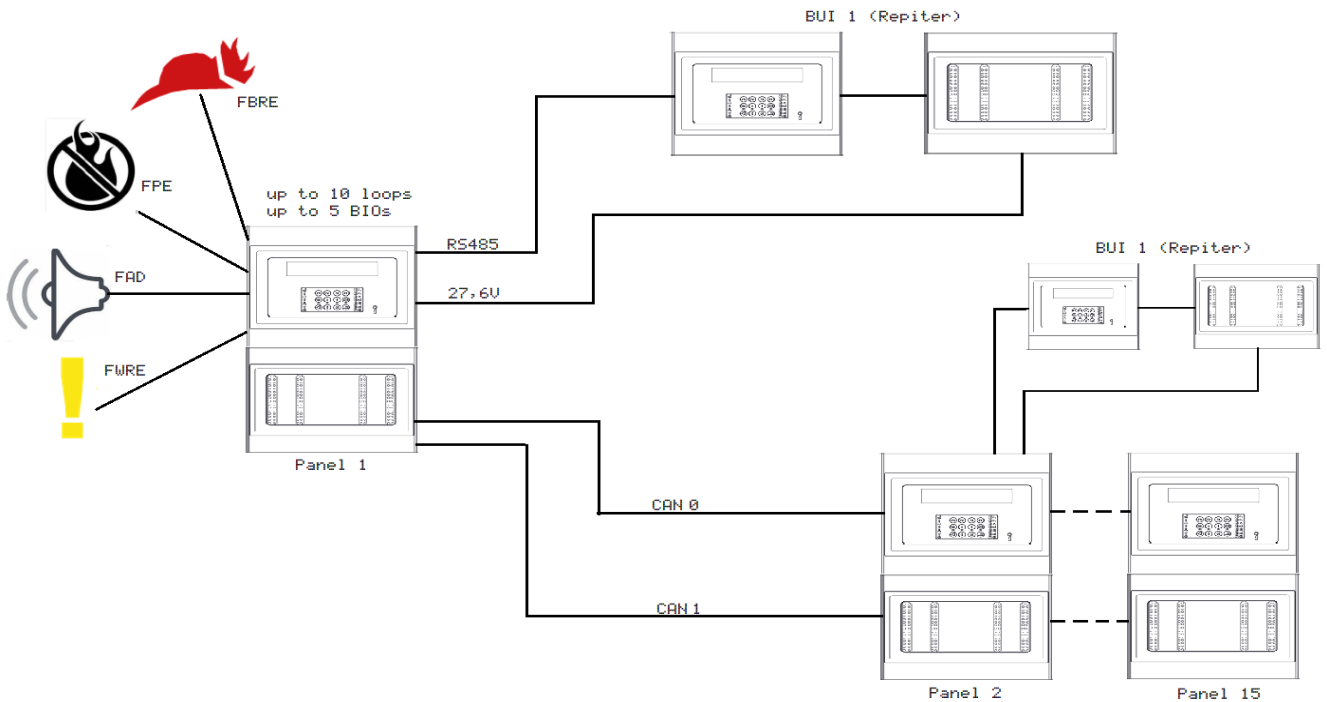 BUI 1 (Repiter)
FBRE
FPE
up to 10 loops
up to 5 BIOs
RS485
BUI 1 (Repiter)
FAD
27,6V
FWRE
Panel 1
CAN 0
CAN 1
Panel 2
Panel 15